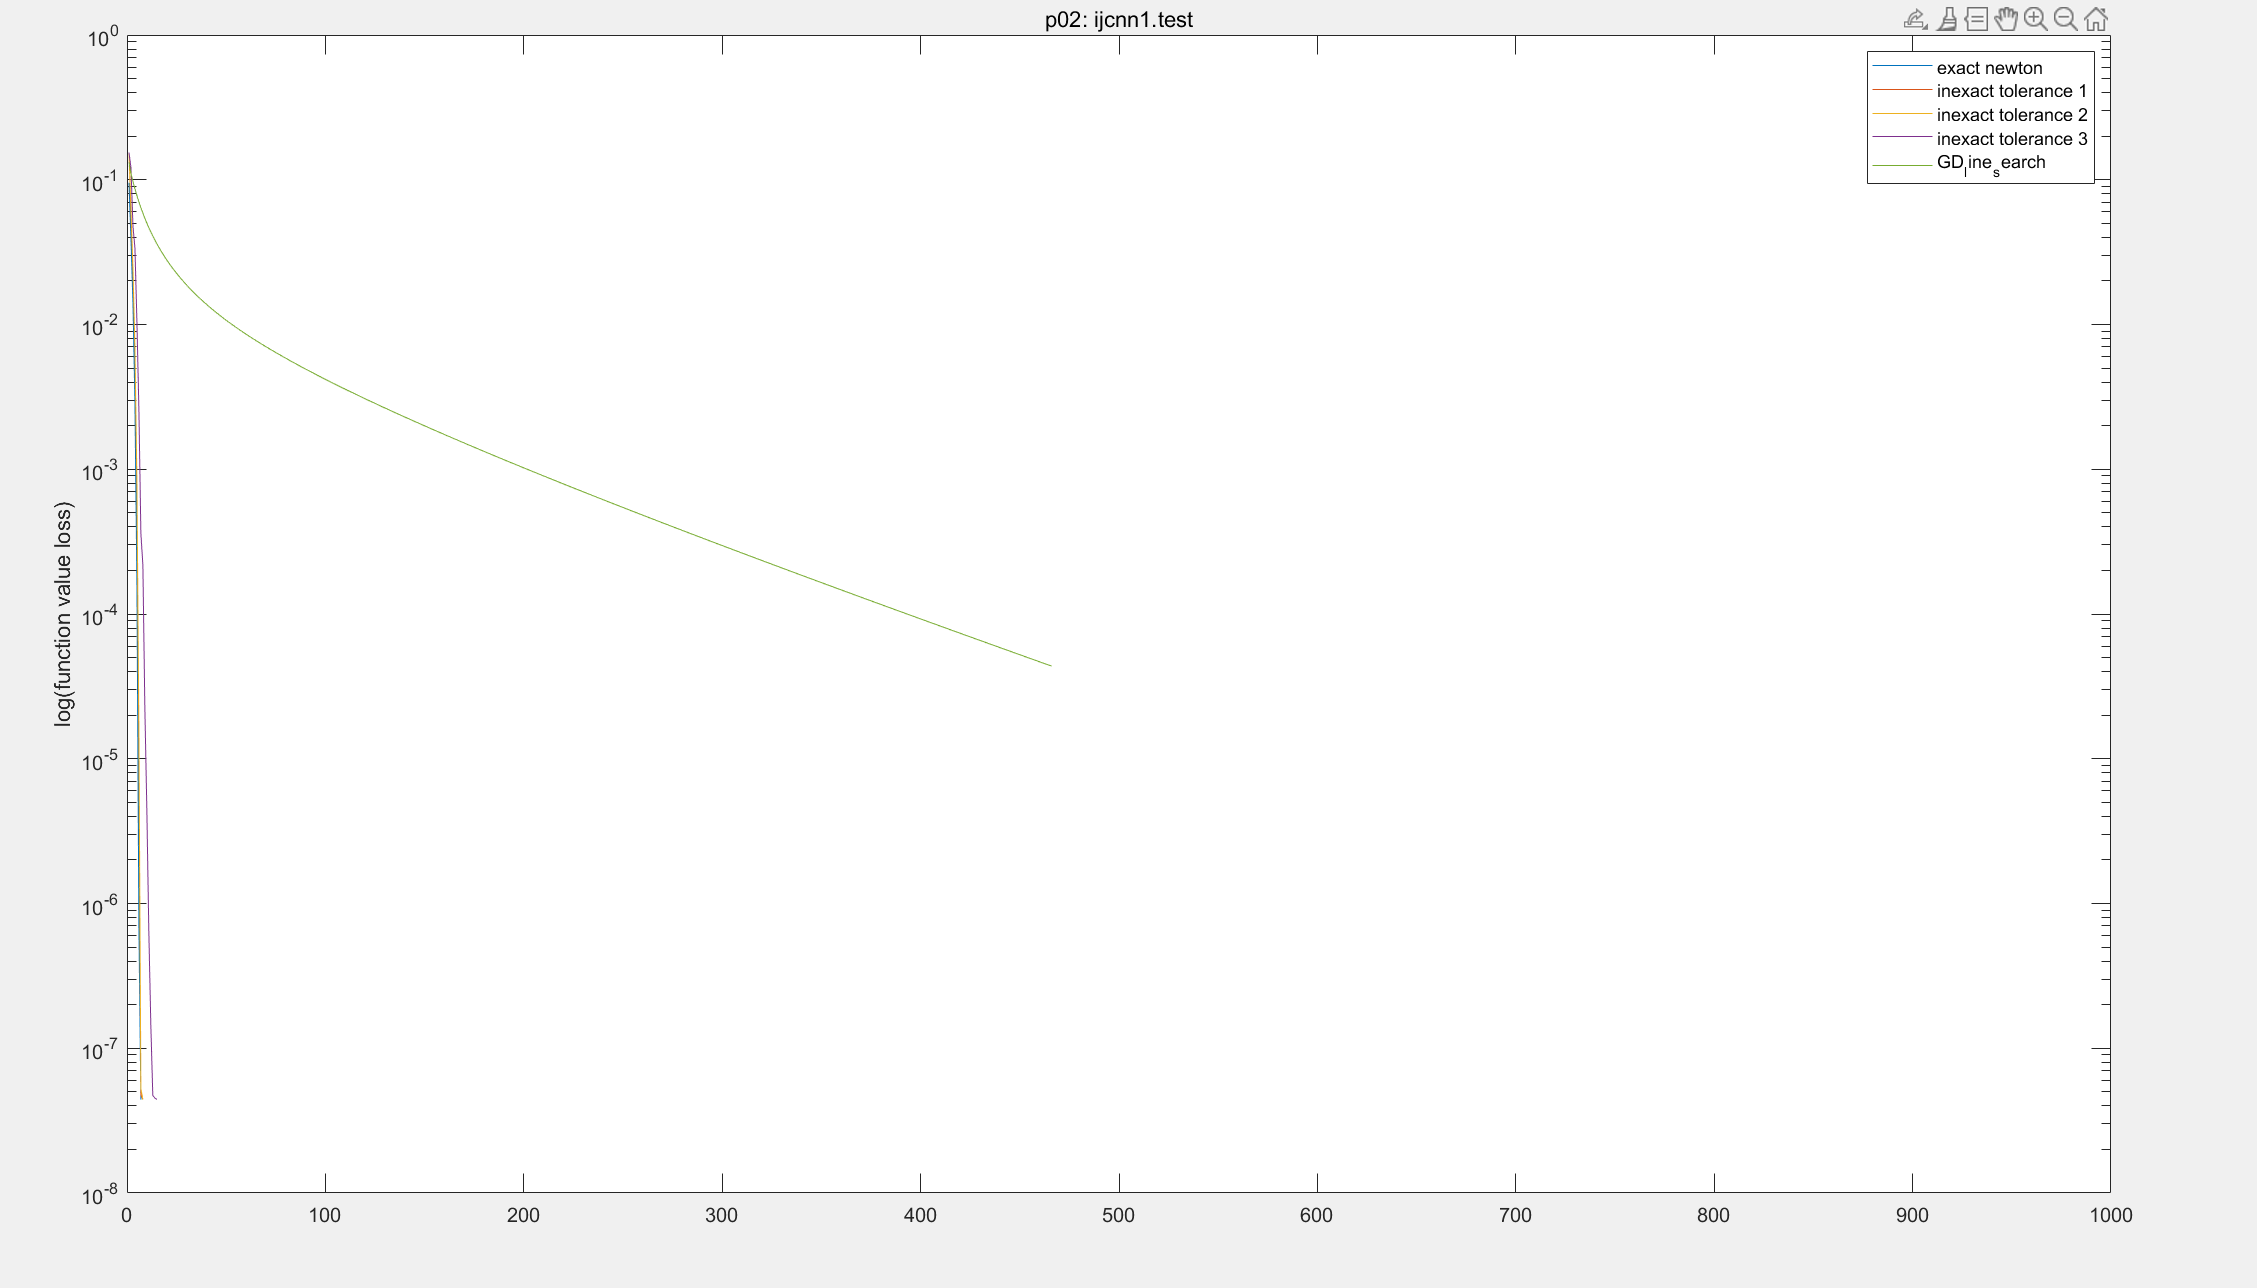 p02: ijcnn1.test
exact newton
inexact tolerance 1
inexact tolerance 2
inexact tolerance 3
GD_line_search
log(function value loss)
10^0
10^-1
10^-2
10^-3
10^-4
10^-5
10^-6
10^-7
10^-8
0 100 200 300 400 500 600 700 800 900 1000